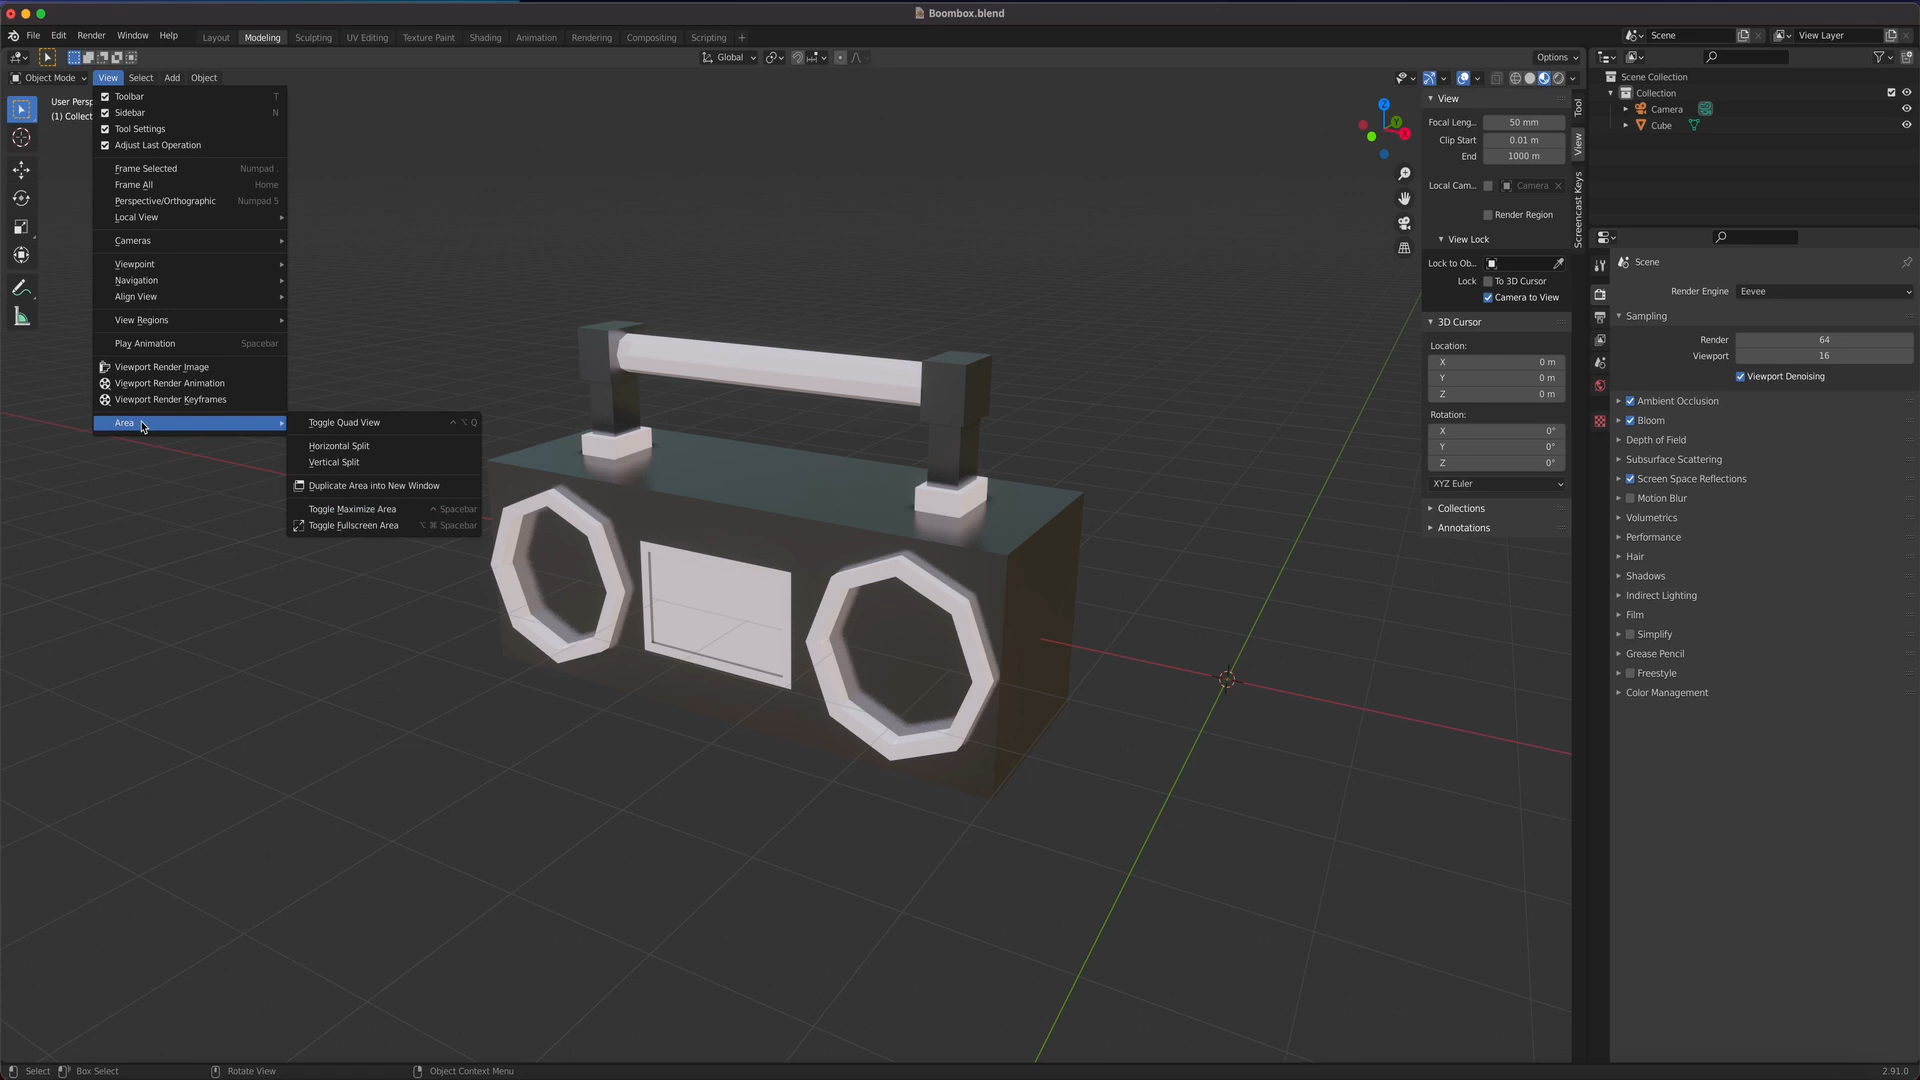 Boombox.blend
File Edit Render Window Help
Layout Modeling Sculpting UV Editing Texture Paint Shading Animation Rendering Compositing Scripting +
Scene
View Layer
Global
Options
Object Mode View Select Add Object
User Persp
(1) Collect
Toolbar T
Sidebar N
Tool Settings
Adjust Last Operation
Frame Selected Numpad .
Frame All Home
Perspective/Orthographic Numpad 5
Local View
Cameras
Viewpoint
Navigation
Align View
View Regions
Play Animation Spacebar
Viewport Render Image
Viewport Render Animation
Viewport Render Keyframes
Area
Toggle Quad View ^ ⌥ Q
Horizontal Split
Vertical Split
Duplicate Area into New Window
Toggle Maximize Area ^ Spacebar
Toggle Fullscreen Area ⌥ ⌘ Spacebar
Z
Y
X
View
Focal Leng.. 50 mm
Clip Start 0.01 m
End 1000 m
Local Cam.. Camera
Render Region
View Lock
Lock to Ob..
Lock To 3D Cursor
Camera to View
3D Cursor
Location:
X 0 m
Y 0 m
Z 0 m
Rotation:
X 0°
Y 0°
Z 0°
XYZ Euler
Collections
Annotations
Tool
View
Screencast Keys
Scene Collection
Collection
Camera
Cube
Scene
Render Engine Eevee
Sampling
Render 64
Viewport 16
Viewport Denoising
Ambient Occlusion
Bloom
Depth of Field
Subsurface Scattering
Screen Space Reflections
Motion Blur
Volumetrics
Performance
Hair
Shadows
Indirect Lighting
Film
Simplify
Grease Pencil
Freestyle
Color Management
Select Box Select Rotate View Object Context Menu 2.91.0